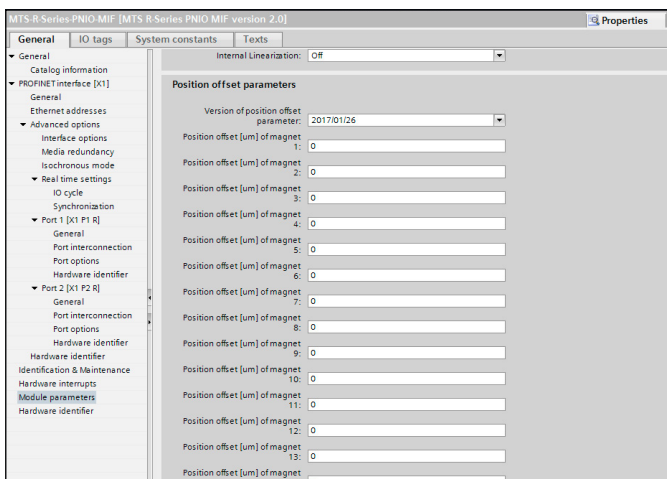 MTS-R-Series-PNIO-MIF [MTS R-Series PNIO MIF version 2.0]
Properties
General IO tags System constants Texts
General
Catalog information
PROFINET interface [X1]
General
Ethernet addresses
Advanced options
Interface options
Media redundancy
Isochronous mode
Real time settings
IO cycle
Synchronization
Port 1 [X1 P1 R]
General
Port interconnection
Port options
Hardware identifier
Port 2 [X1 P2 R]
General
Port interconnection
Port options
Hardware identifier
Hardware identifier
Identification & Maintenance
Hardware interrupts
Module parameters
Hardware identifier
Internal Linearization: Off
Position offset parameters
Version of position offset
parameter: 2017/01/26
Position offset [um] of magnet
1: 0
Position offset [um] of magnet
2: 0
Position offset [um] of magnet
3: 0
Position offset [um] of magnet
4: 0
Position offset [um] of magnet
5: 0
Position offset [um] of magnet
6: 0
Position offset [um] of magnet
7: 0
Position offset [um] of magnet
8: 0
Position offset [um] of magnet
9: 0
Position offset [um] of magnet
10: 0
Position offset [um] of magnet
11: 0
Position offset [um] of magnet
12: 0
Position offset [um] of magnet
13: 0
Position offset [um] of magnet